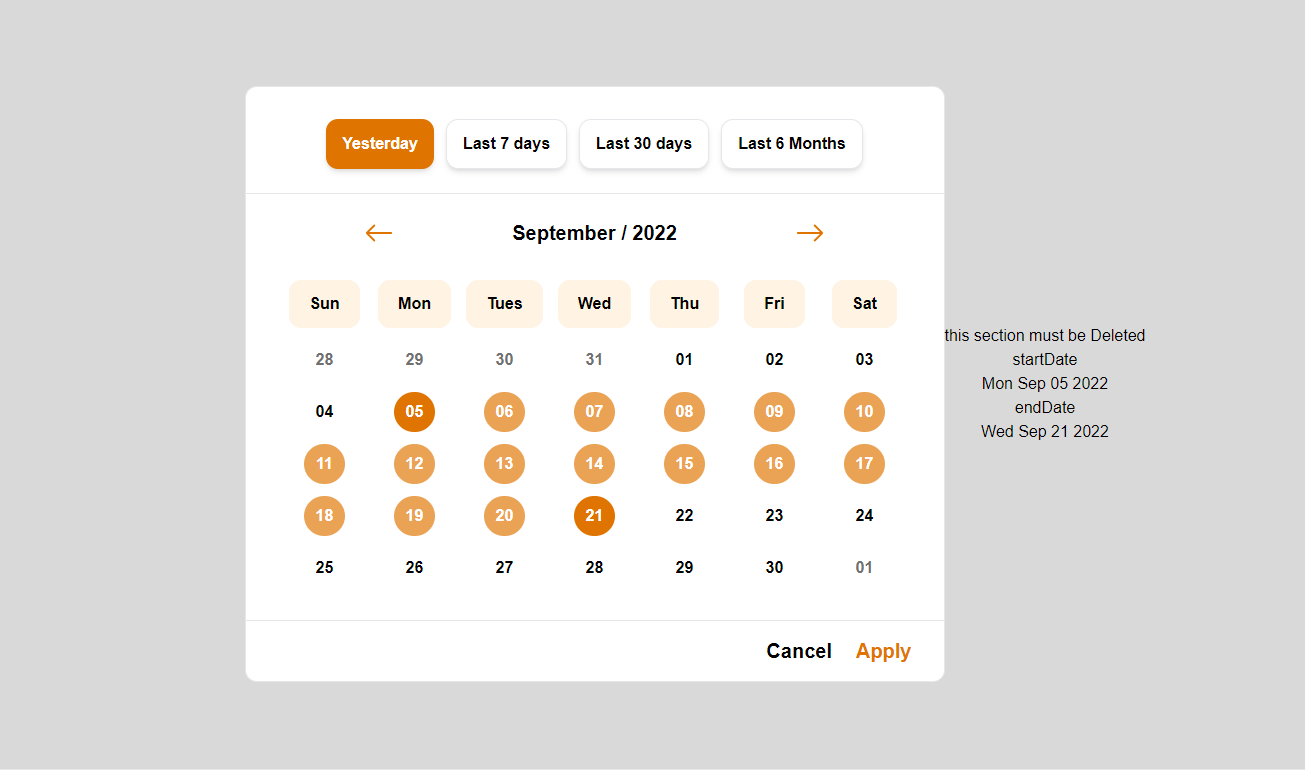 Yesterday Last 7 days Last 30 days Last 6 Months
September / 2022
Sun Mon Tues Wed Thu Fri Sat
28 29 30 31 01 02 03
04 05 06 07 08 09 10
11 12 13 14 15 16 17
18 19 20 21 22 23 24
25 26 27 28 29 30 01
Cancel Apply
this section must be Deleted
startDate
Mon Sep 05 2022
endDate
Wed Sep 21 2022